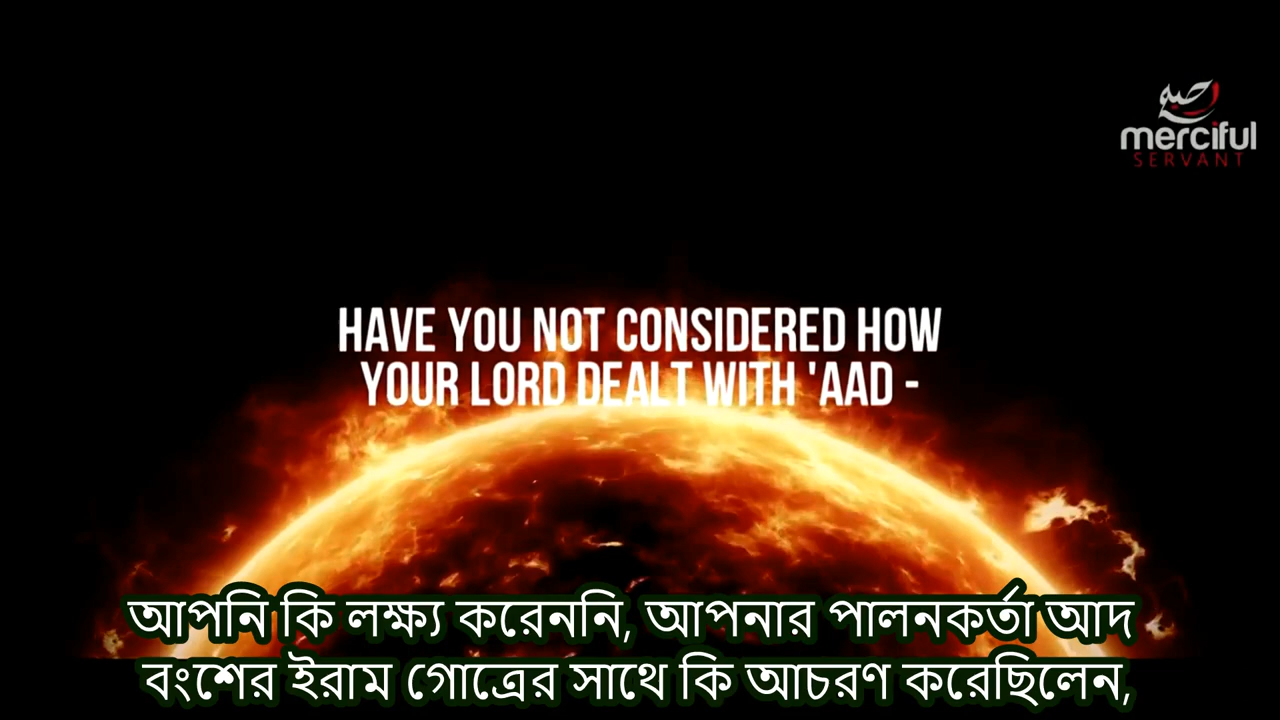 merciful
SERVANT
HAVE YOU NOT CONSIDERED HOW
YOUR LORD DEALT WITH 'AAD -
আপনি কি লক্ষ্য করেননি, আপনার পালনকর্তা আদ
বংশের ইরাম গোত্রের সাথে কি আচরণ করেছিলেন,